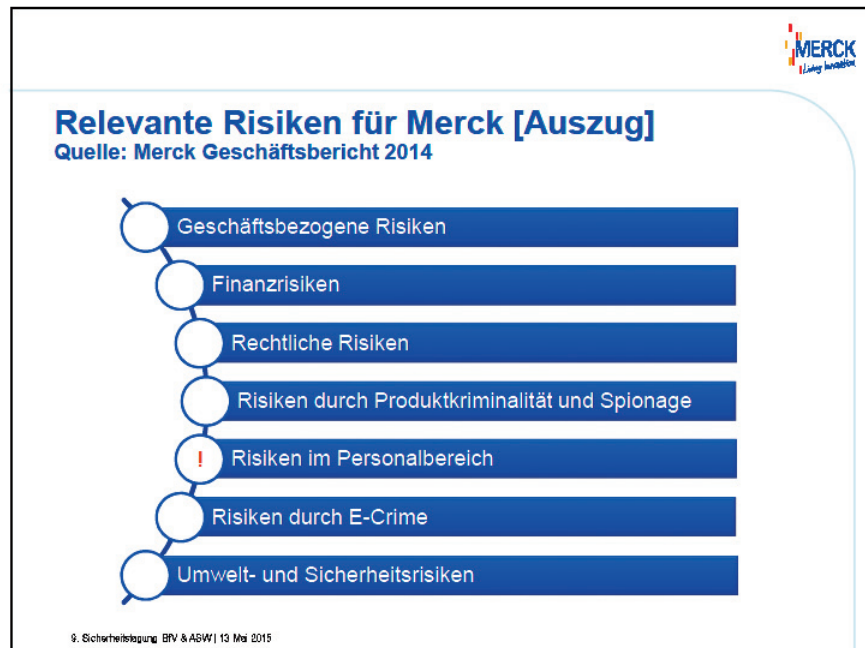 MERCK
Living Innovation
Relevante Risiken für Merck [Auszug]
Quelle: Merck Geschäftsbericht 2014
Geschäftsbezogene Risiken
Finanzrisiken
Rechtliche Risiken
Risiken durch Produktkriminalität und Spionage
! Risiken im Personalbereich
Risiken durch E-Crime
Umwelt- und Sicherheitsrisiken
9. Sicherheitstagung BfV & ASW | 13 Mai 2015